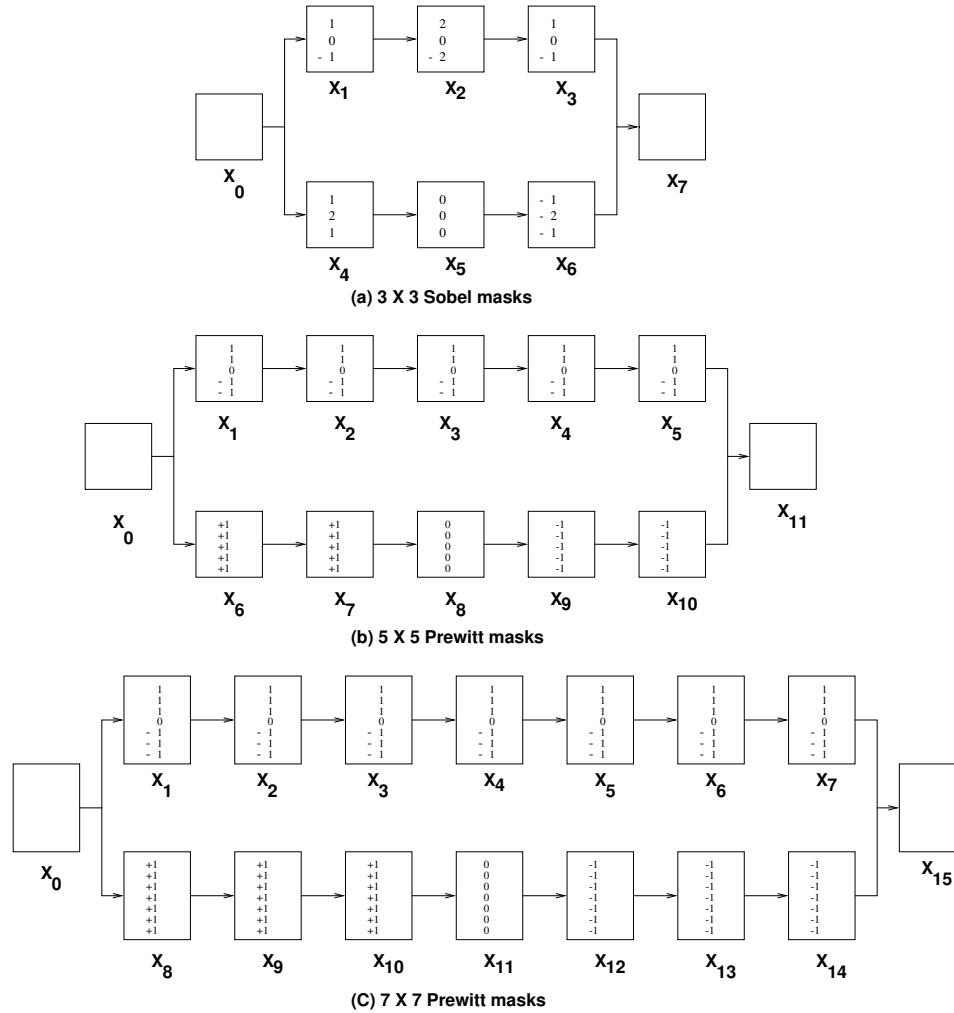 1 2 1
0 0 0
- 1 - 2 - 1
X1 X2 X3
X0 X7
1 0 - 1
2 0 - 2
1 0 - 1
X4 X5 X6
(a) 3 X 3 Sobel masks
1 1 1 1 1
1 1 1 1 1
0 0 0 0 0
- 1 - 1 - 1 - 1 - 1
- 1 - 1 - 1 - 1 - 1
X1 X2 X3 X4 X5
X0 X11
+1 +1 0 -1 -1
+1 +1 0 -1 -1
+1 +1 0 -1 -1
+1 +1 0 -1 -1
+1 +1 0 -1 -1
X6 X7 X8 X9 X10
(b) 5 X 5 Prewitt masks
1 1 1 1 1 1 1
1 1 1 1 1 1 1
1 1 1 1 1 1 1
0 0 0 0 0 0 0
- 1 - 1 - 1 - 1 - 1 - 1 - 1
- 1 - 1 - 1 - 1 - 1 - 1 - 1
- 1 - 1 - 1 - 1 - 1 - 1 - 1
X1 X2 X3 X4 X5 X6 X7
X0 X15
+1 +1 +1 0 -1 -1 -1
+1 +1 +1 0 -1 -1 -1
+1 +1 +1 0 -1 -1 -1
+1 +1 +1 0 -1 -1 -1
+1 +1 +1 0 -1 -1 -1
+1 +1 +1 0 -1 -1 -1
+1 +1 +1 0 -1 -1 -1
X8 X9 X10 X11 X12 X13 X14
(C) 7 X 7 Prewitt masks